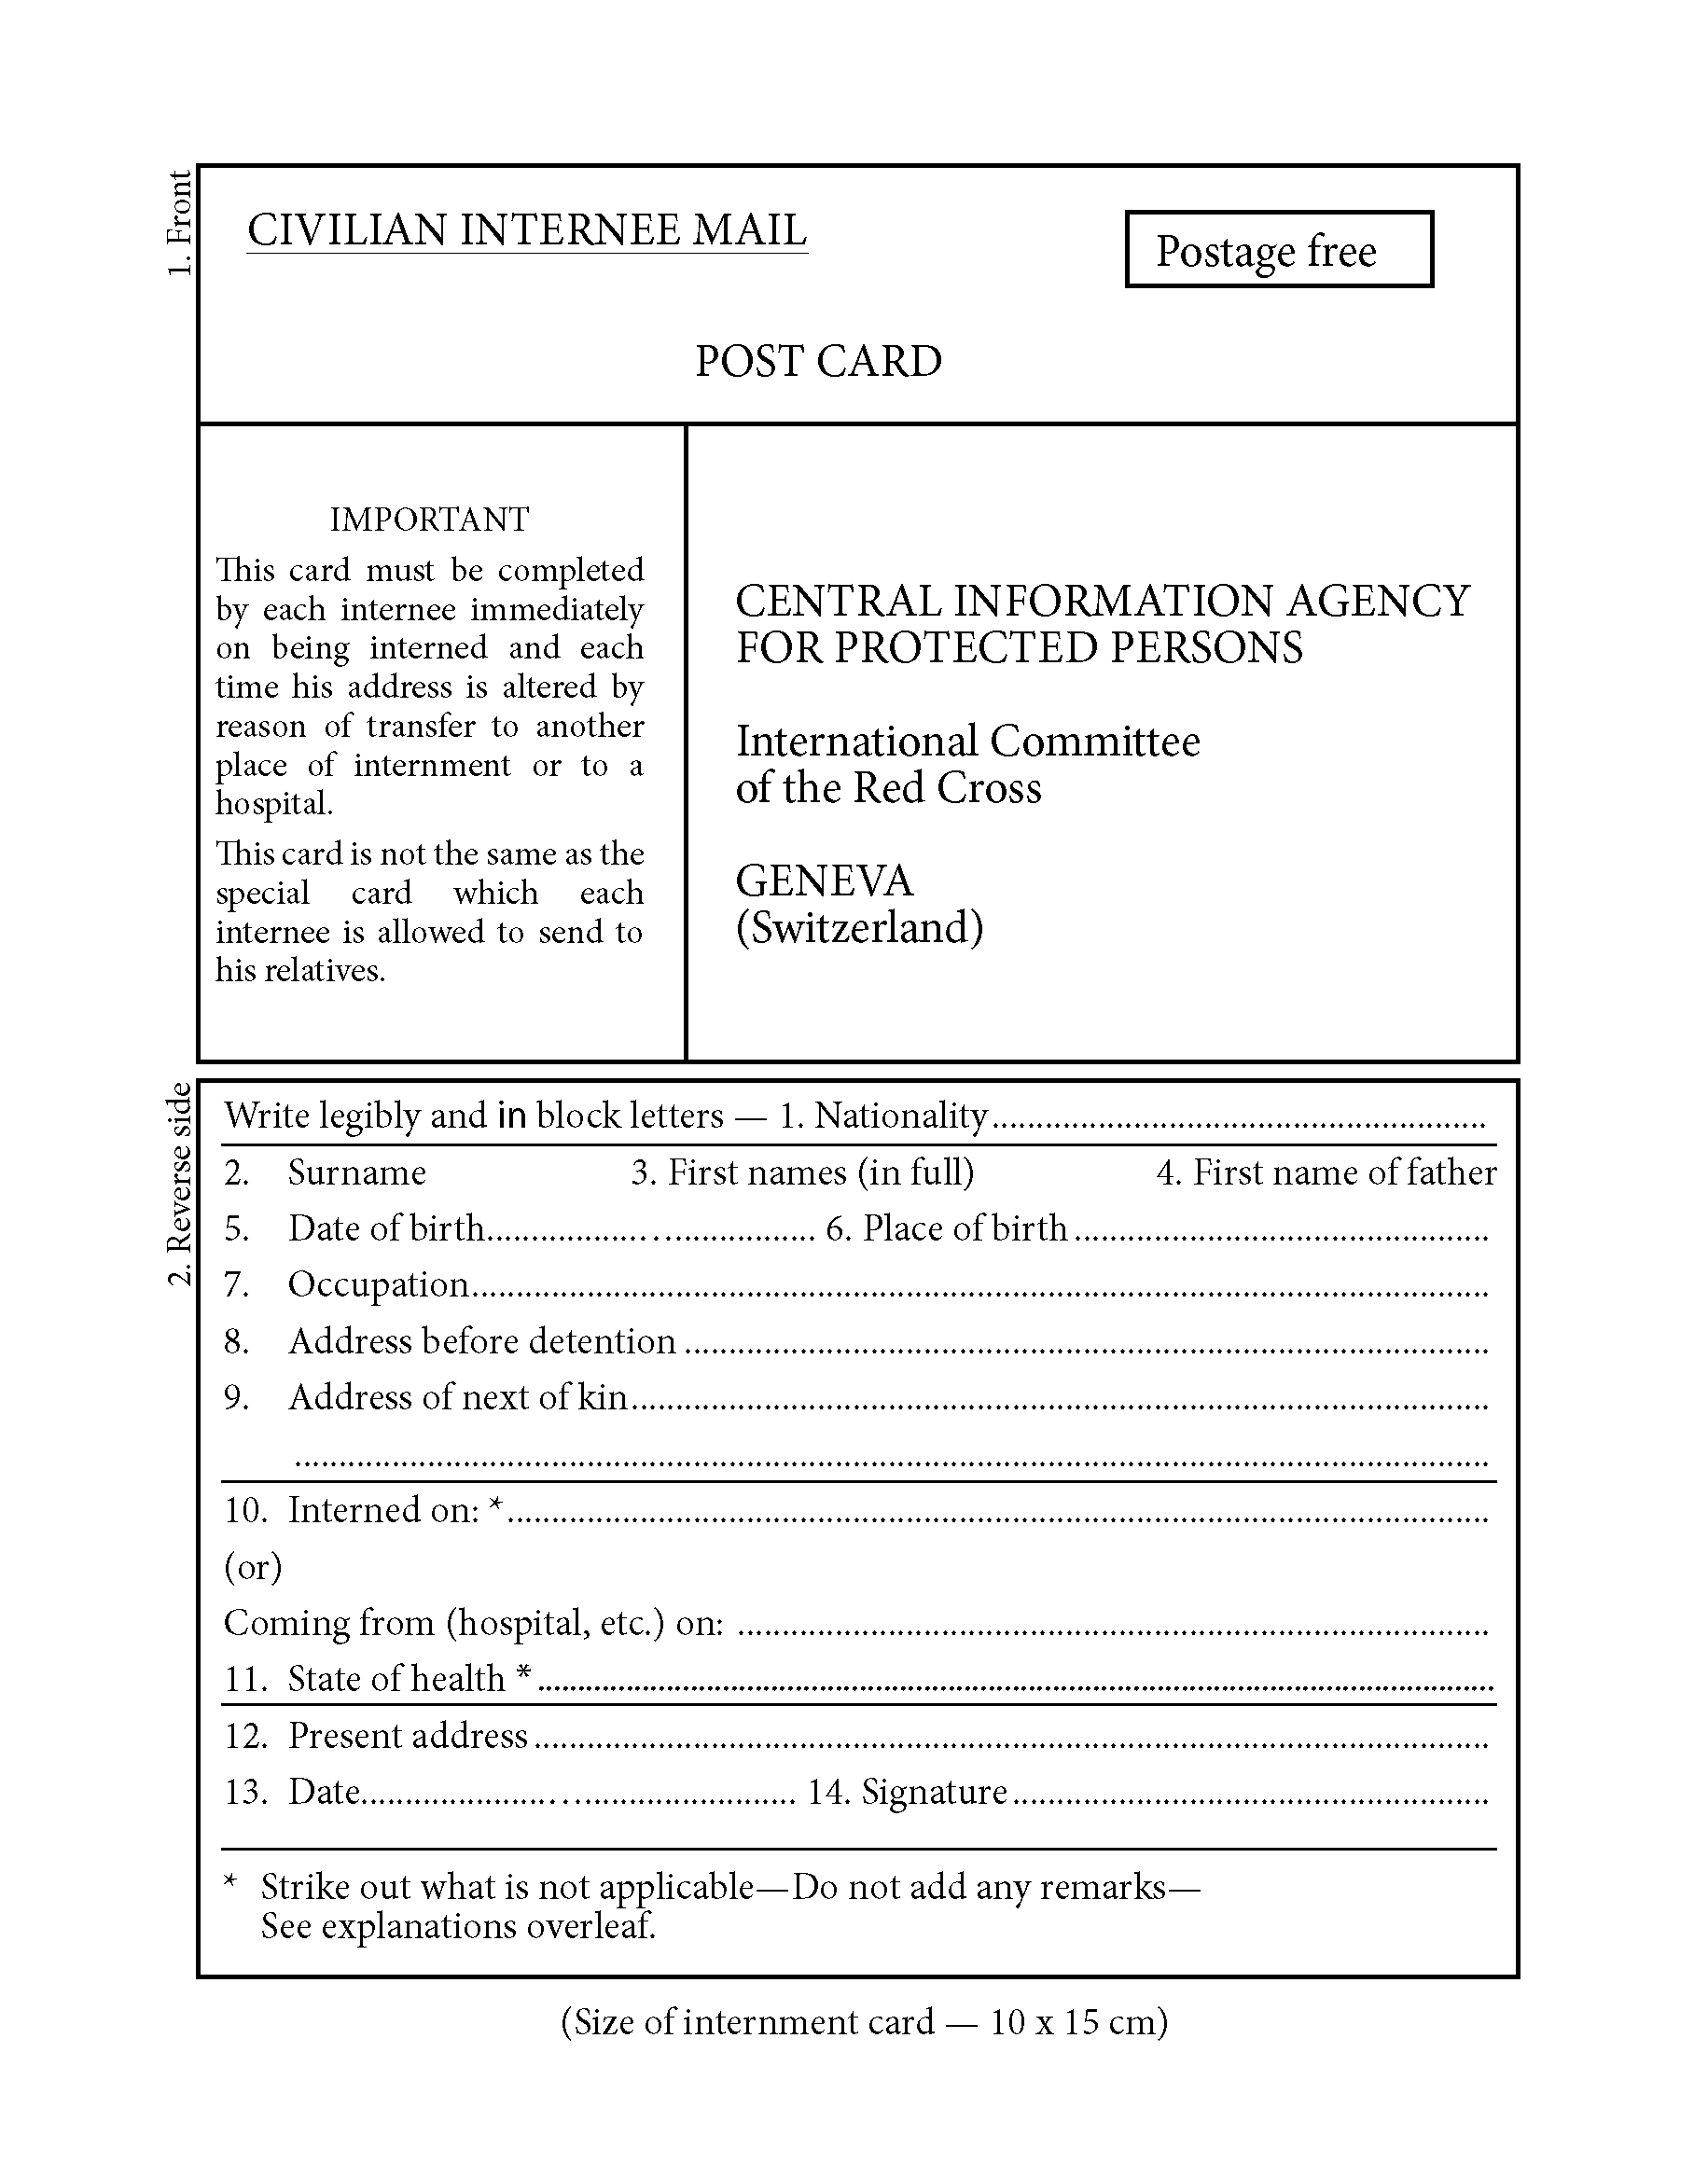 1. Front
CIVILIAN INTERNEE MAIL
Postage free
POST CARD
IMPORTANT
This card must be completed
by each internee immediately
on being interned and each
time his address is altered by
reason of transfer to another
place of internment or to a
hospital.
This card is not the same as the
special card which each
internee is allowed to send to
his relatives.
CENTRAL INFORMATION AGENCY
FOR PROTECTED PERSONS
International Committee
of the Red Cross
GENEVA
(Switzerland)
2. Reverse side
Write legibly and in block letters — 1. Nationality........................................................
2. Surname 3. First names (in full) 4. First name of father
5. Date of birth..................................... 6. Place of birth...............................................
7. Occupation....................................................................................................................
8. Address before detention ...........................................................................................
9. Address of next of kin.................................................................................................
.......................................................................................................................................
10. Interned on: *...............................................................................................................
(or)
Coming from (hospital, etc.) on: .....................................................................................
11. State of health *............................................................................................................
12. Present address............................................................................................................
13. Date................................................. 14. Signature......................................................
* Strike out what is not applicable—Do not add any remarks—
See explanations overleaf.
(Size of internment card — 10 x 15 cm)